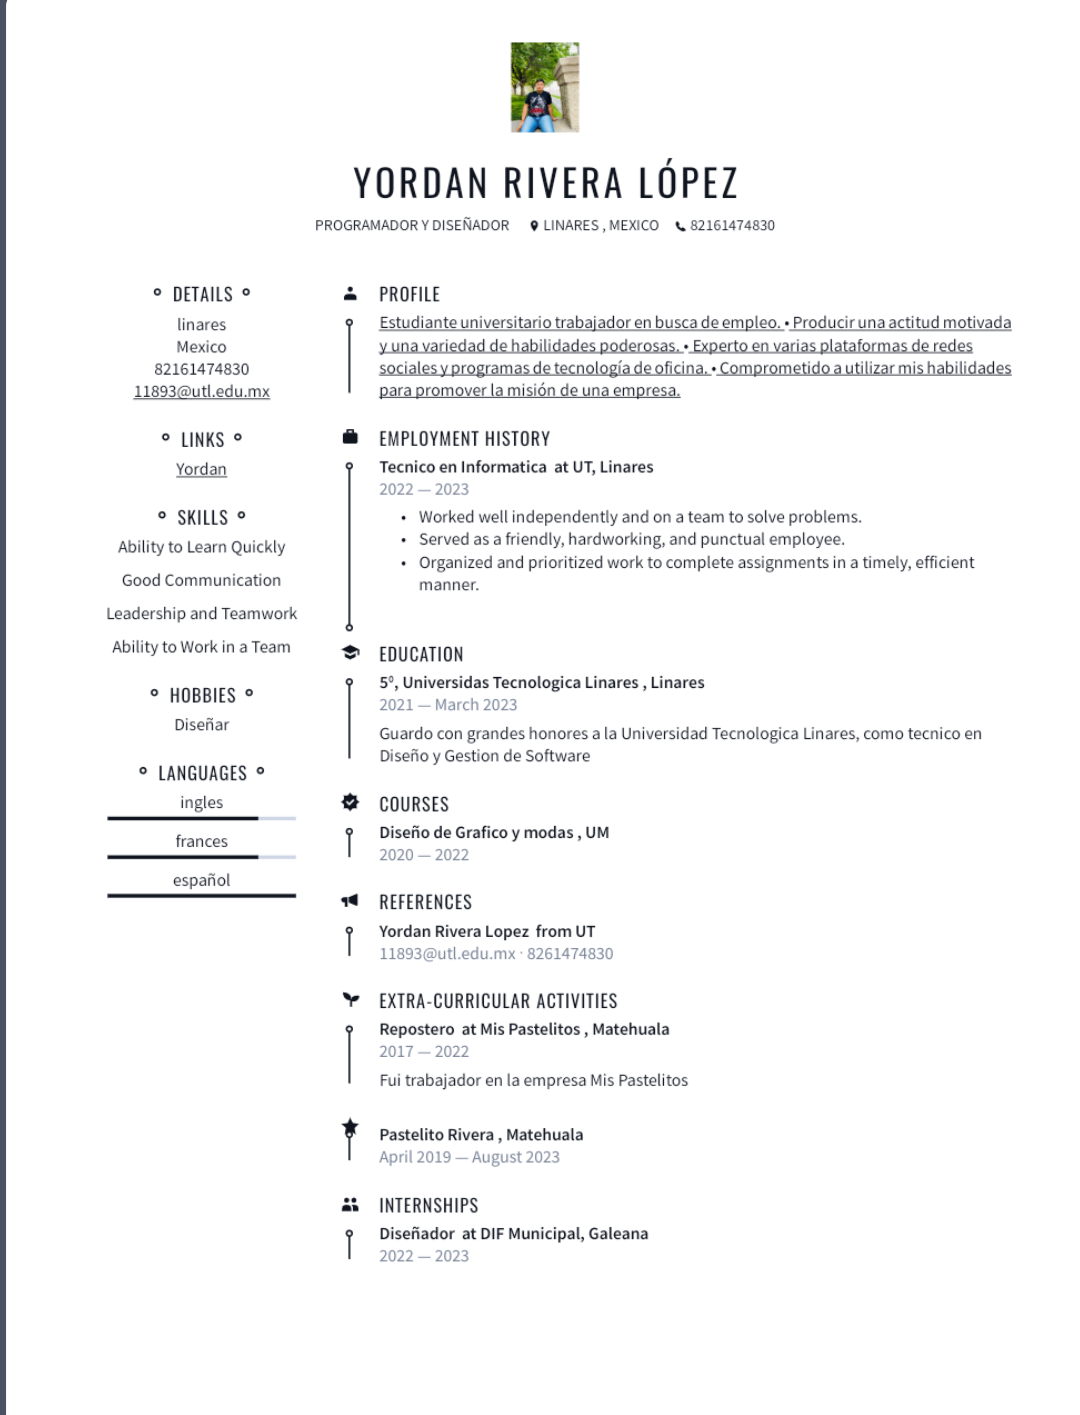 YORDAN RIVERA LÓPEZ
PROGRAMADOR Y DISEÑADOR LINARES , MEXICO 82161474830
DETAILS
linares
Mexico
82161474830
11893@utl.edu.mx
LINKS
Yordan
SKILLS
Ability to Learn Quickly
Good Communication
Leadership and Teamwork
Ability to Work in a Team
HOBBIES
Diseñar
LANGUAGES
ingles
frances
español
PROFILE
Estudiante universitario trabajador en busca de empleo. • Producir una actitud motivada
y una variedad de habilidades poderosas. • Experto en varias plataformas de redes
sociales y programas de tecnología de oficina. • Comprometido a utilizar mis habilidades
para promover la misión de una empresa.
EMPLOYMENT HISTORY
Tecnico en Informatica at UT, Linares
2022 — 2023
• Worked well independently and on a team to solve problems.
• Served as a friendly, hardworking, and punctual employee.
• Organized and prioritized work to complete assignments in a timely, efficient
manner.
EDUCATION
5⁰, Universidas Tecnologica Linares , Linares
2021 — March 2023
Guardo con grandes honores a la Universidad Tecnologica Linares, como tecnico en
Diseño y Gestion de Software
COURSES
Diseño de Grafico y modas , UM
2020 — 2022
REFERENCES
Yordan Rivera Lopez from UT
11893@utl.edu.mx · 8261474830
EXTRA-CURRICULAR ACTIVITIES
Repostero at Mis Pastelitos , Matehuala
2017 — 2022
Fui trabajador en la empresa Mis Pastelitos
Pastelito Rivera , Matehuala
April 2019 — August 2023
INTERNSHIPS
Diseñador at DIF Municipal, Galeana
2022 — 2023